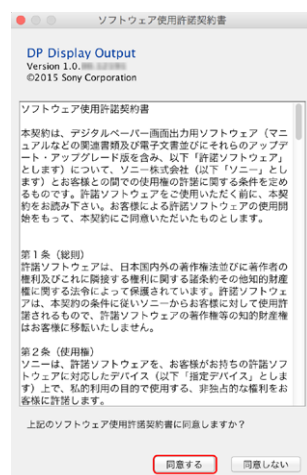 ソフトウェア使用許諾契約書
DP Display Output
Version 1.0.
©2015 Sony Corporation
ソフトウェア使用許諾契約書
本契約は、デジタルペーパー画面出力用ソフトウェア（マニ
ュアルなどの関連書類及び電子文書並びにそれらのアップデ
ート・アップグレード版を含み、以下「許諾ソフトウェア」
とします）について、ソニー株式会社（以下「ソニー」とし
ます）とお客様との間での使用権の許諾に関する条件を定め
るものです。許諾ソフトウェアをご使用いただく前に、本契
約をお読み下さい。お客様による許諾ソフトウェアの使用開
始をもって、本契約にご同意いただいたものとします。
第１条（総則）
許諾ソフトウェアは、日本国内外の著作権法並びに著作者の
権利及びこれに隣接する権利に関する諸条約その他知的財産
権に関する法令によって保護されています。許諾ソフトウェ
アは、本契約の条件に従いソニーからお客様に対して使用許
諾されるもので、許諾ソフトウェアの著作権等の知的財産権
はお客様に移転いたしません。
第２条（使用権）
ソニーは、許諾ソフトウェアを、お客様がお持ちの許諾ソフ
トウェアに対応したデバイス（以下「指定デバイス」としま
す）上で、私的利用の目的で使用する、非独占的な権利をお
客様に許諾します。
上記のソフトウェア使用許諾契約書に同意しますか？
同意する
同意しない